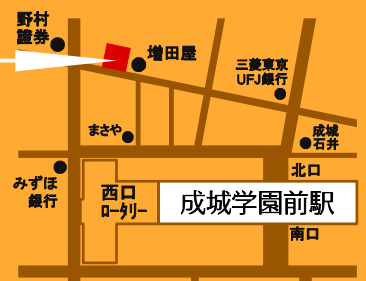 野村
證券
増田屋
三菱東京
UFJ銀行
まさや
成城
石井
みずほ
銀行
西口
ﾛｰﾀﾘｰ
北口
成城学園前駅
南口